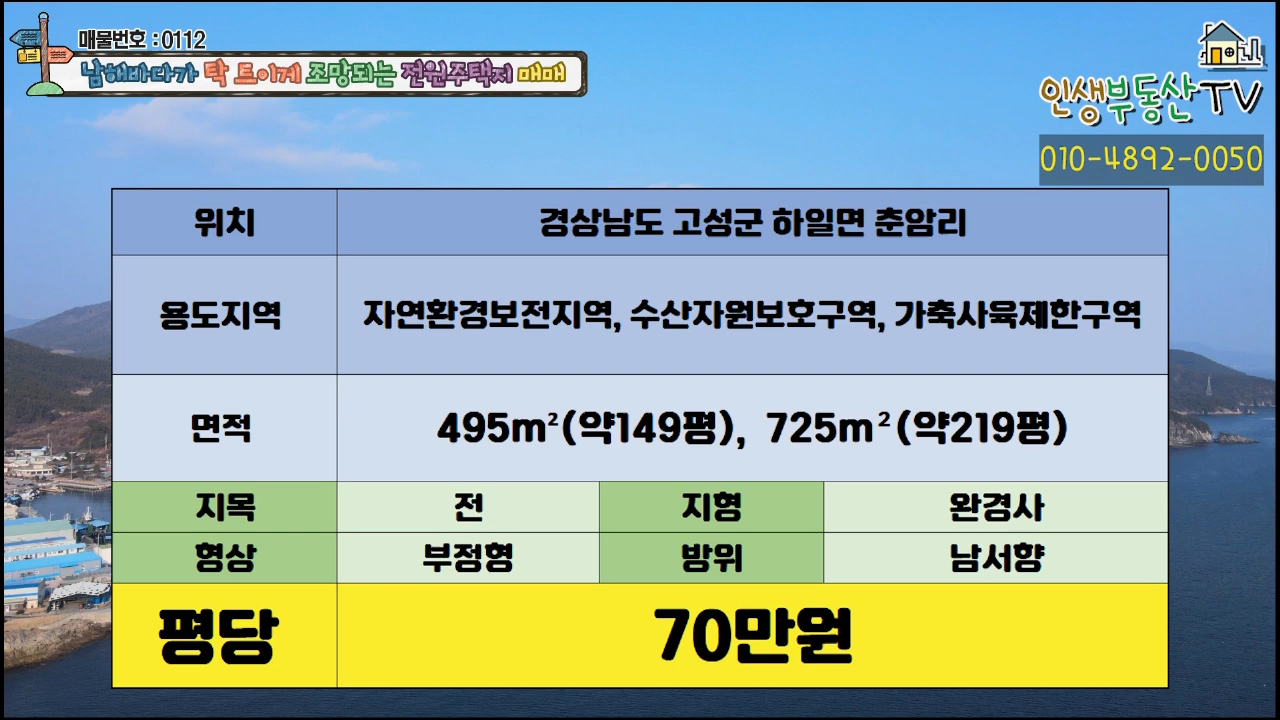 매물번호 : 0112
남해바다가 탁 트이게 조망되는 전원주택지 매매
인생부동산TV
010-4892-0050
위치 경상남도 고성군 하일면 춘암리
용도지역 자연환경보전지역, 수산자원보호구역, 가축사육제한구역
면적 495m²(약149평), 725m²(약219평)
지목 전 지형 완경사
형상 부정형 방위 남서향
평당 70만원